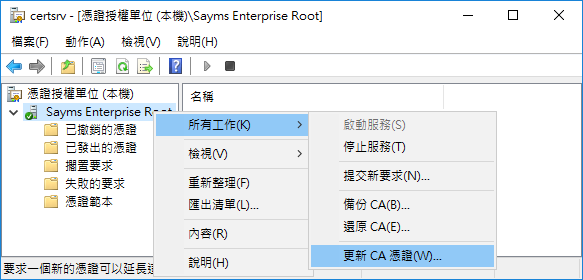 certsrv - [憑證授權單位 (本機)\Sayms Enterprise Root]
檔案(F) 動作(A) 檢視(V) 說明(H)
憑證授權單位 (本機)
Sayms Enterprise Root
已撤銷的憑證
已發出的憑證
擱置要求
失敗的要求
憑證範本
名稱
所有工作(K)
檢視(V)
重新整理(F)
匯出清單(L)...
內容(R)
說明(H)
啟動服務(S)
停止服務(T)
提交新要求(N)...
備份 CA(B)...
還原 CA(E)...
更新 CA 憑證(W)...
要求一個新的憑證可以延長